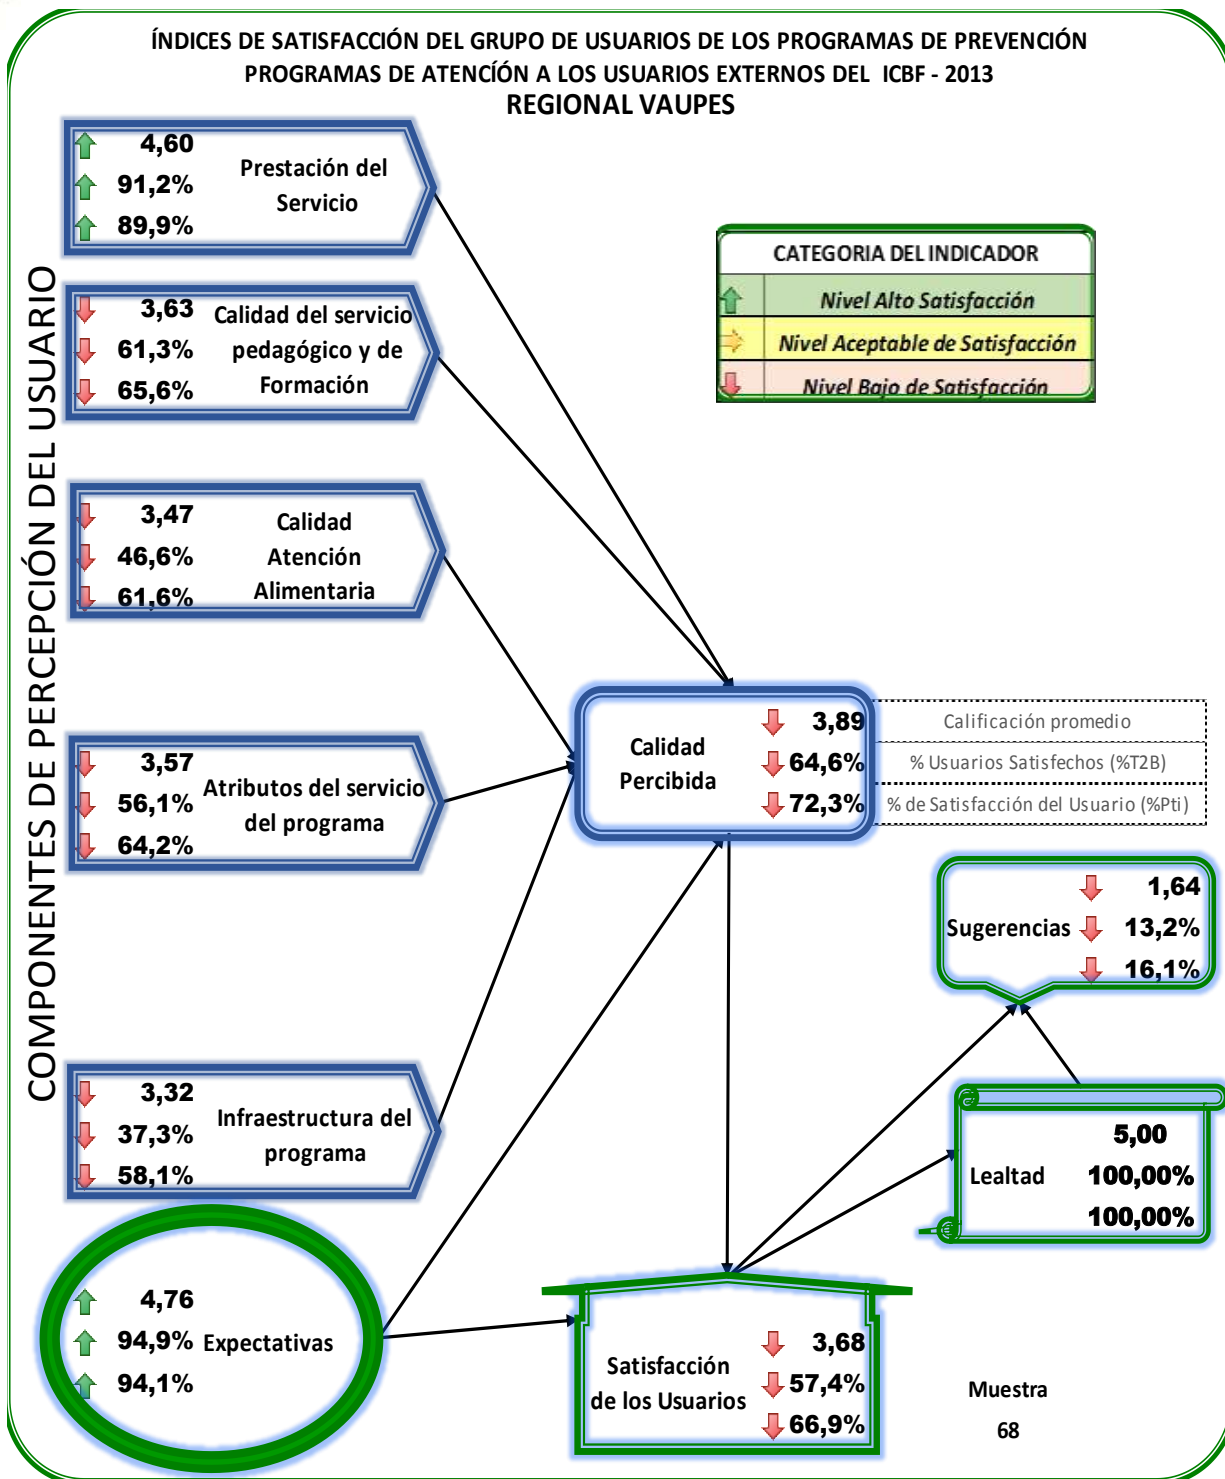 ÍNDICES DE SATISFACCIÓN DEL GRUPO DE USUARIOS DE LOS PROGRAMAS DE PREVENCIÓN
PROGRAMAS DE ATENCÍÓN A LOS USUARIOS EXTERNOS DEL ICBF - 2013
REGIONAL VAUPES
COMPONENTES DE PERCEPCIÓN DEL USUARIO
4,60
91,2%
89,9%
Prestación del
Servicio
CATEGORIA DEL INDICADOR
Nivel Alto Satisfacción
Nivel Aceptable de Satisfacción
Nivel Bajo de Satisfacción
3,63
61,3%
65,6%
Calidad del servicio
pedagógico y de
Formación
3,47
46,6%
61,6%
Calidad
Atención
Alimentaria
3,57
56,1%
64,2%
Atributos del servicio
del programa
Calidad
Percibida
3,89
64,6%
72,3%
Calificación promedio
% Usuarios Satisfechos (%T2B)
% de Satisfacción del Usuario (%Pti)
Sugerencias
1,64
13,2%
16,1%
3,32
37,3%
58,1%
Infraestructura del
programa
Lealtad
5,00
100,00%
100,00%
4,76
94,9%
94,1%
Expectativas
Satisfacción
de los Usuarios
3,68
57,4%
66,9%
Muestra
68